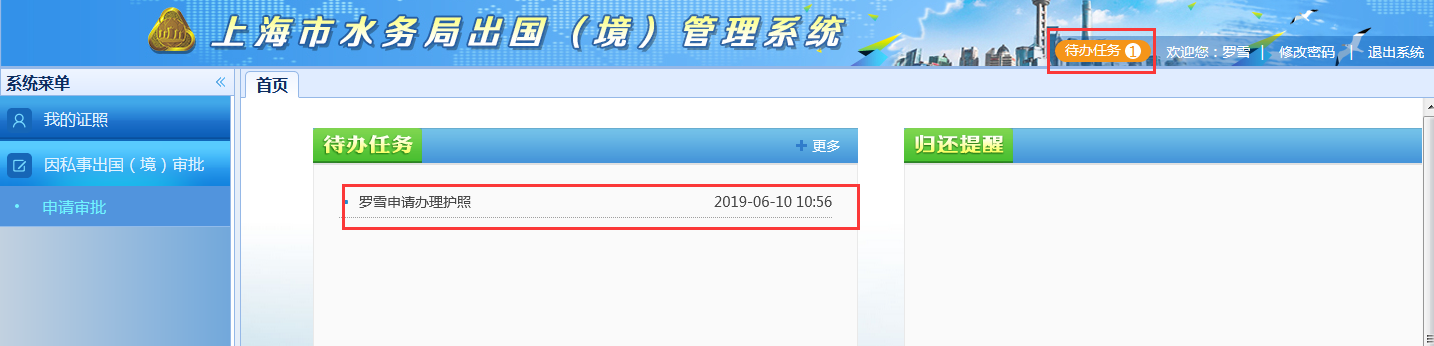 上海市水务局出国（境）管理系统
待办任务 1 欢迎您：罗雪 | 修改密码 | 退出系统
系统菜单 «
首页
我的证照
因私事出国（境）审批
申请审批
待办任务 + 更多
罗雪申请办理护照 2019-06-10 10:56
归还提醒